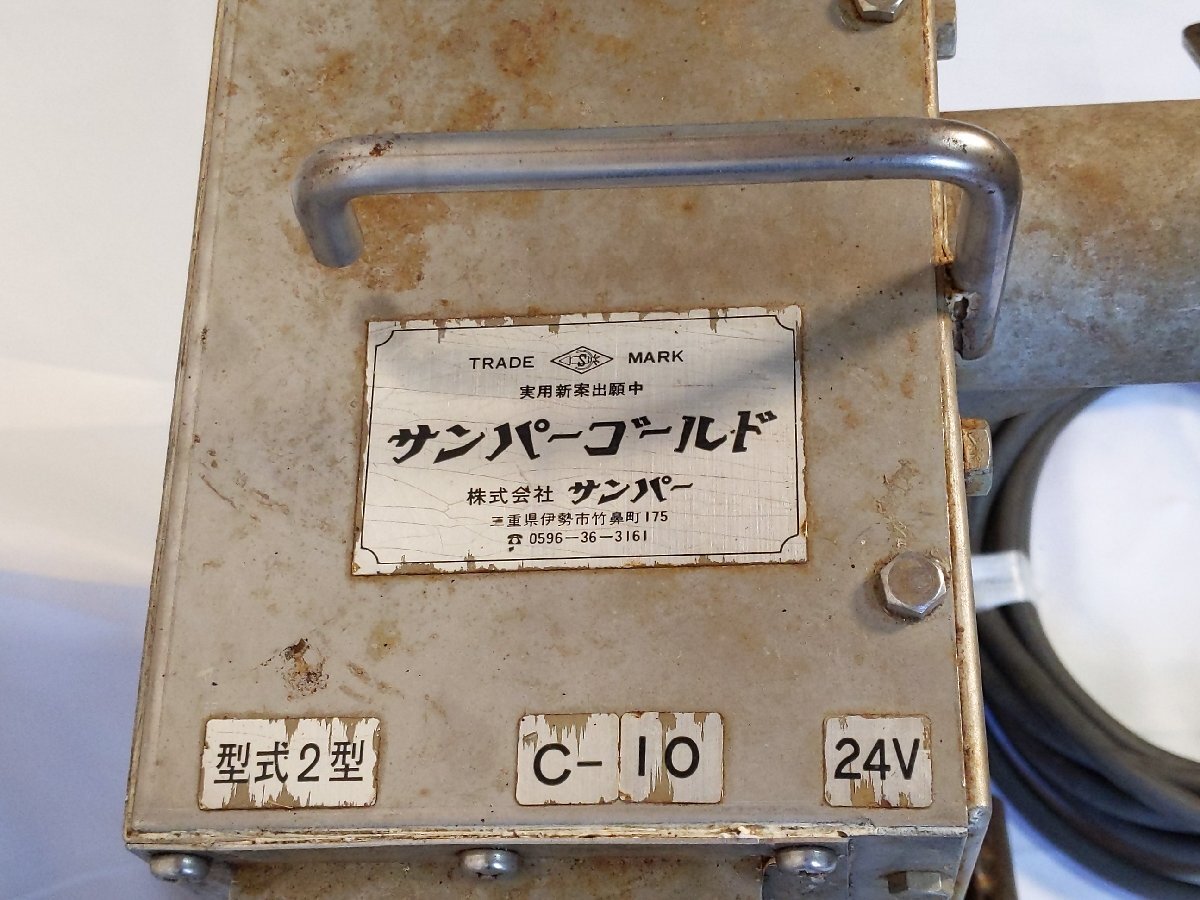 TRADE S MARK
実用新案出願中
サンパーゴールド
株式会社 サンパー
三重県伊勢市竹鼻町175
☎ 0596-36-3161
型式2型
C-10
24V